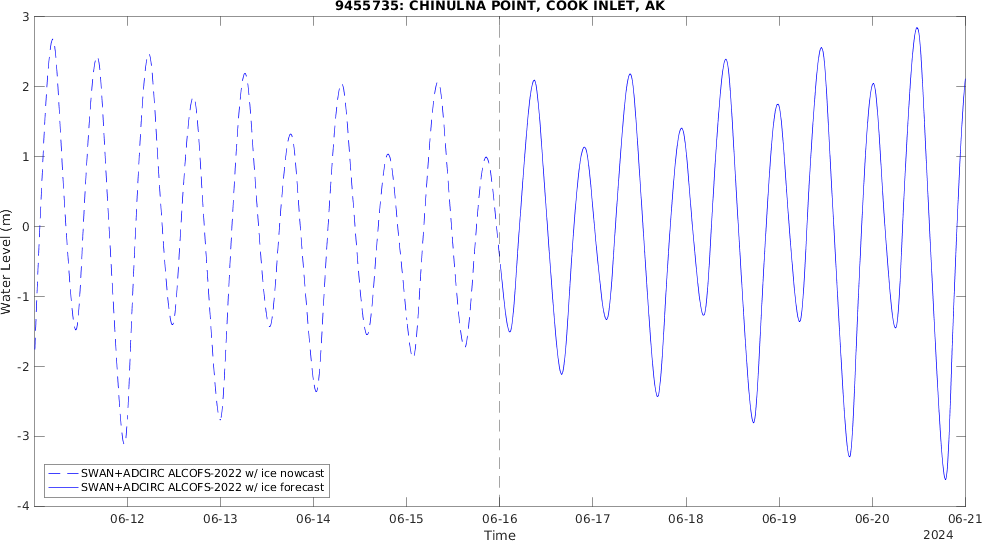 9455735: CHINULNA POINT, COOK INLET, AK
3
2
1
0
-1
-2
-3
-4
Water Level (m)
SWAN+ADCIRC ALCOFS-2022 w/ ice nowcast
SWAN+ADCIRC ALCOFS-2022 w/ ice forecast
06-12 06-13 06-14 06-15 06-16 06-17 06-18 06-19 06-20 06-21
Time
2024